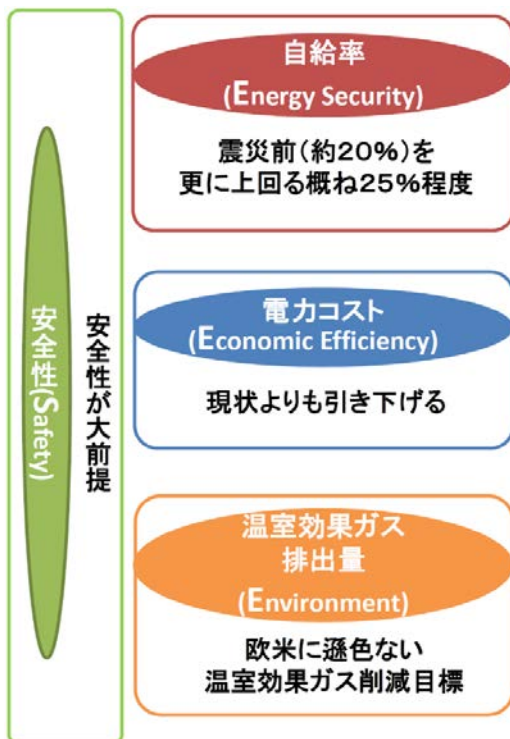 安全性(Safety)
安全性が大前提
自給率
(Energy Security)
震災前(約20%)を
更に上回る概ね25%程度
電力コスト
(Economic Efficiency)
現状よりも引き下げる
温室効果ガス
排出量
(Environment)
欧米に遜色ない
温室効果ガス削減目標